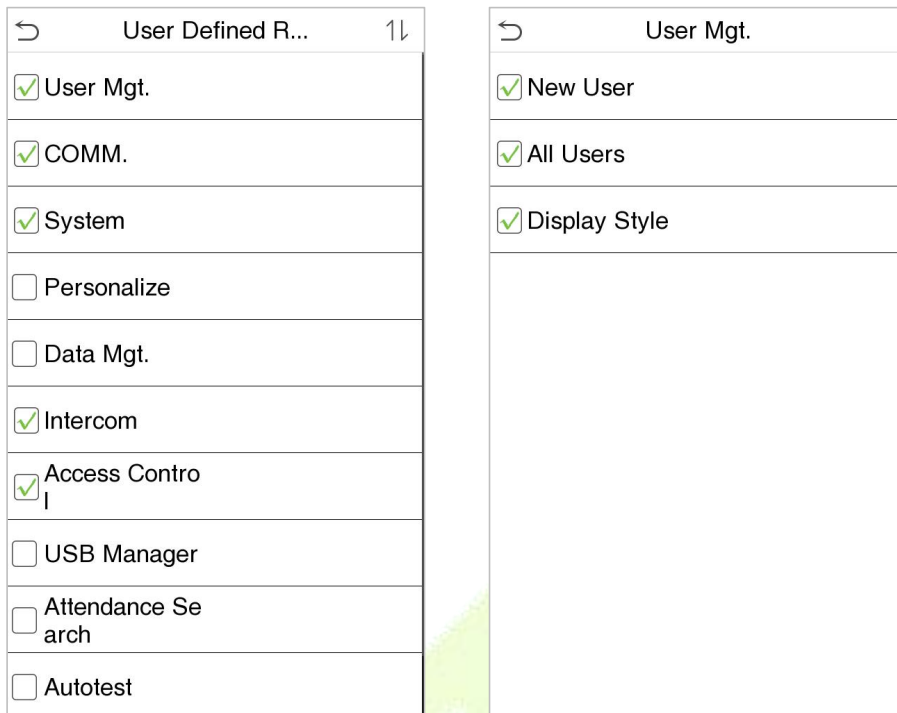 User Defined R...
User Mgt.
COMM.
System
Personalize
Data Mgt.
Intercom
Access Contro
l
USB Manager
Attendance Se
arch
Autotest
User Mgt.
New User
All Users
Display Style